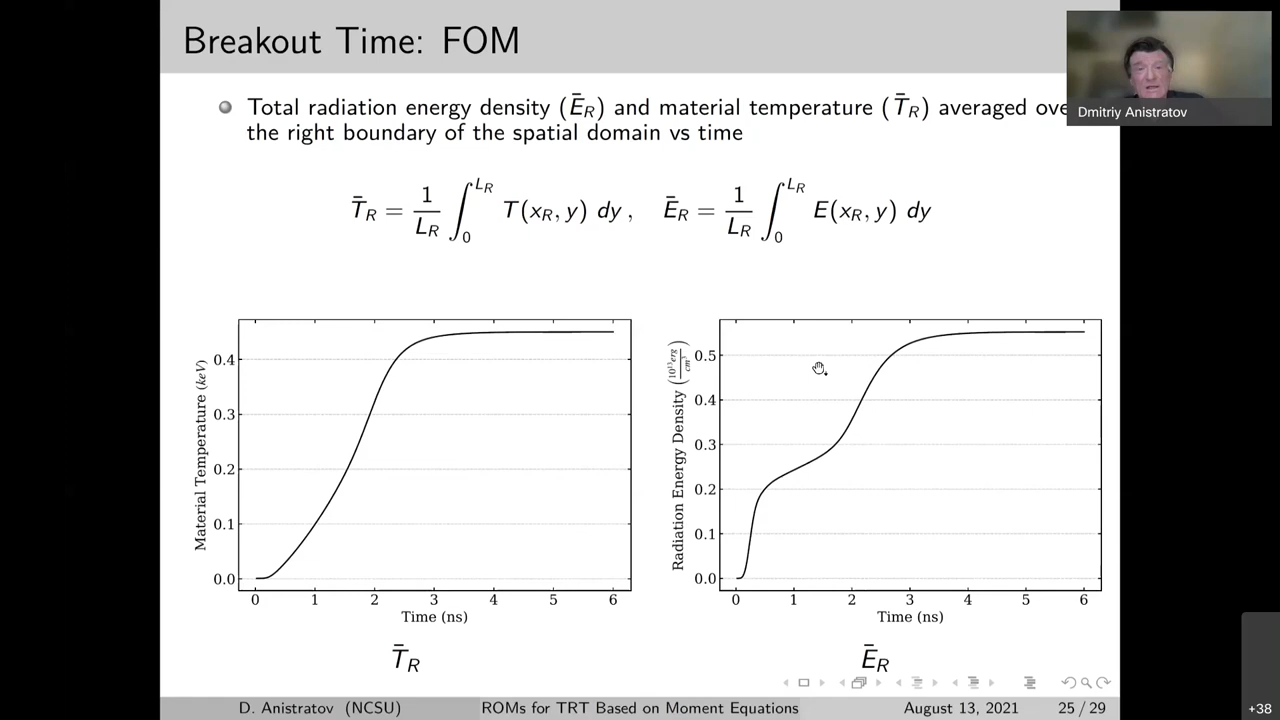 Breakout Time: FOM
Dmitriy Anistratov
Total radiation energy density (Ē_R) and material temperature (T̄_R) averaged ove
the right boundary of the spatial domain vs time
T̄_R = 1/L_R ∫_0^{L_R} T(x_R, y) dy , Ē_R = 1/L_R ∫_0^{L_R} E(x_R, y) dy
Material Temperature (keV)
0.4
0.3
0.2
0.1
0.0
0 1 2 3 4 5 6
Time (ns)
T̄_R
Radiation Energy Density (10^13 erg/cm^3)
0.5
0.4
0.3
0.2
0.1
0.0
0 1 2 3 4 5 6
Time (ns)
Ē_R
D. Anistratov (NCSU) ROMs for TRT Based on Moment Equations August 13, 2021 25 / 29
+38